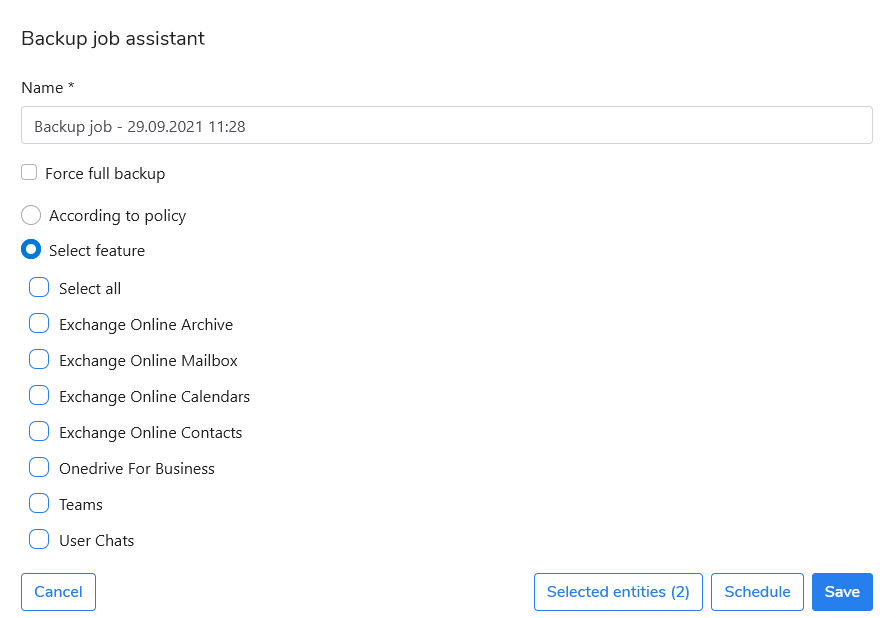 Backup job assistant
Name *
Backup job - 29.09.2021 11:28
Force full backup
According to policy
Select feature
Select all
Exchange Online Archive
Exchange Online Mailbox
Exchange Online Calendars
Exchange Online Contacts
Onedrive For Business
Teams
User Chats
Cancel Selected entities (2) Schedule Save